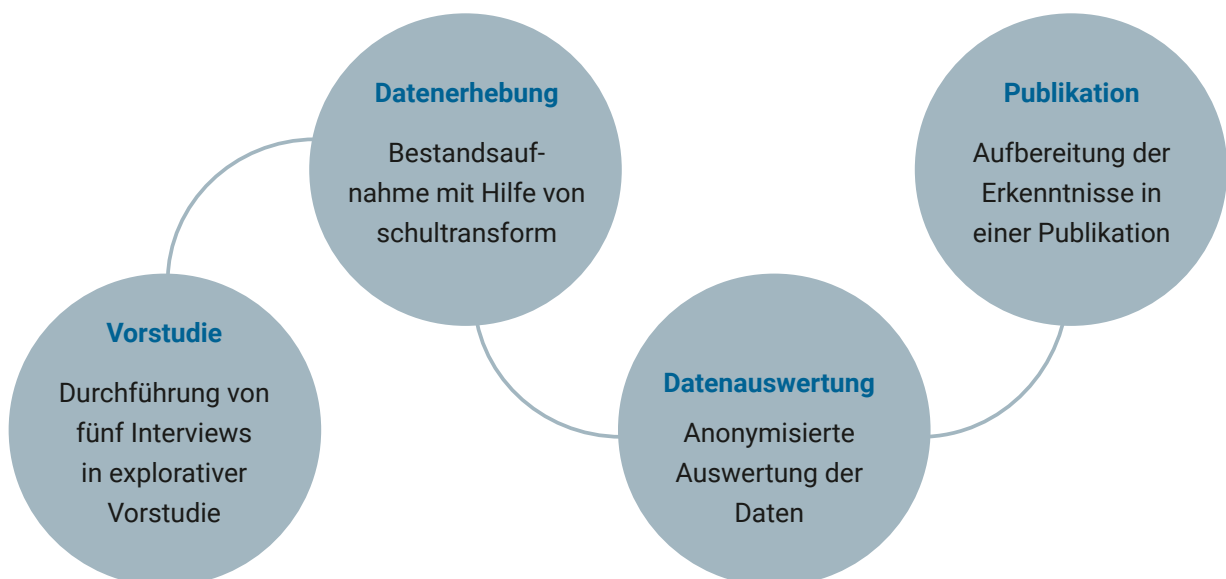 Vorstudie
Durchführung von
fünf Interviews
in explorativer
Vorstudie
Datenerhebung
Bestandsauf-
nahme mit Hilfe von
schultransform
Datenauswertung
Anonymisierte
Auswertung der
Daten
Publikation
Aufbereitung der
Erkenntnisse in
einer Publikation